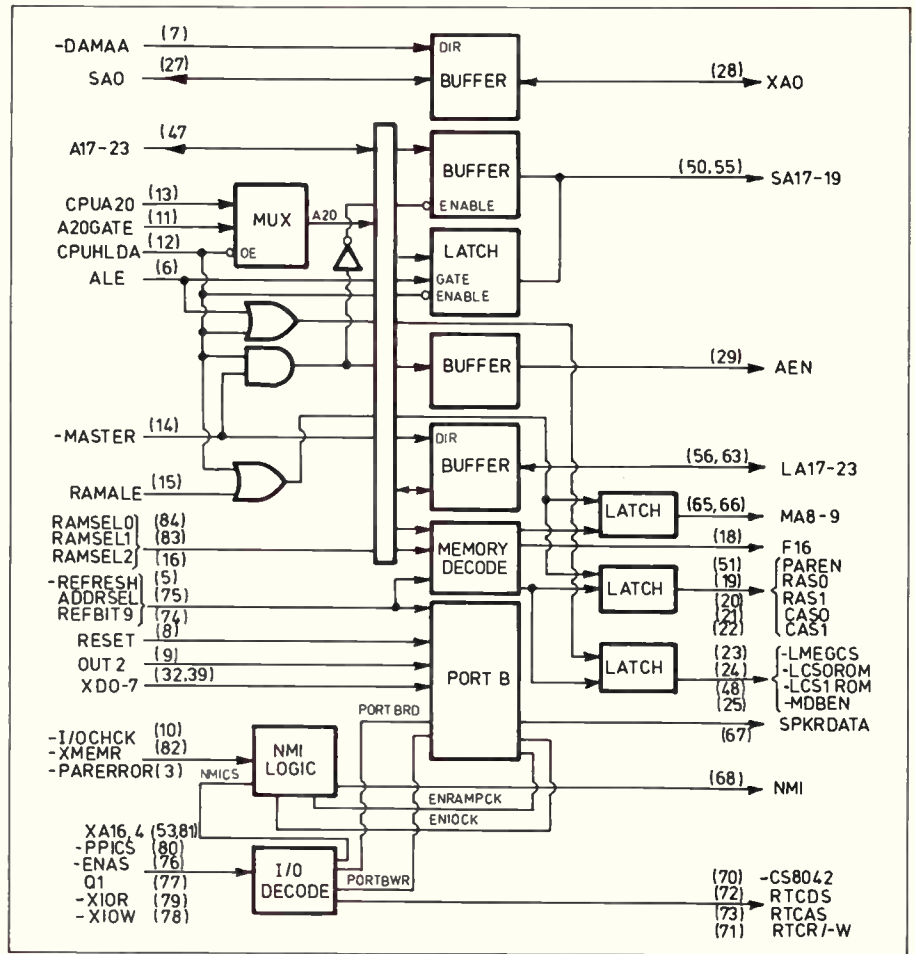 -DAMAA (7) DIR
SA0 (27) BUFFER (28) XA0
A17-23 (47 BUFFER (50,55) SA17-19
ENABLE
CPUA20 (13) MUX A20
A20GATE (11)
CPUHLDA (12) OE LATCH
ALE (6) GATE
ENABLE
BUFFER (29) AEN
-MASTER (14) DIR
BUFFER (56,63) LA17-23
RAMALE (15)
LATCH (65,66) MA8-9
RAMSEL0 (84)
RAMSEL1 (83) MEMORY DECODE (18) F16
RAMSEL2 (16)
-REFRESH (5)
ADDRSEL (75)
REFBIT9 (74)
LATCH
(51) PAREN
(19) RAS0
(20) RAS1
(21) CAS0
(22) CAS1
RESET (8)
OUT 2 (9) PORT B
XD0-7 (32,39)
LATCH
(23) -LMEGCS
(24) -LCS0ROM
(48) -LCS1ROM
(25) -MDBEN
PORT BRD
SPKRDATA
(67)
-I/OCHCK (10)
-XMEMR (82) NMI LOGIC
-PARERROR (3) NMICS
(68) NMI
ENRAMPCK
ENIOCK
XA16,4 (53,81)
-PPICS (80)
-ENAS (76) I/O DECODE
Q1 (77)
-XIOR (79)
-XIOW (78)
PORTBWR
(70) -CS8042
(72) RTCDS
(73) RTCAS
(71) RTCR/-W